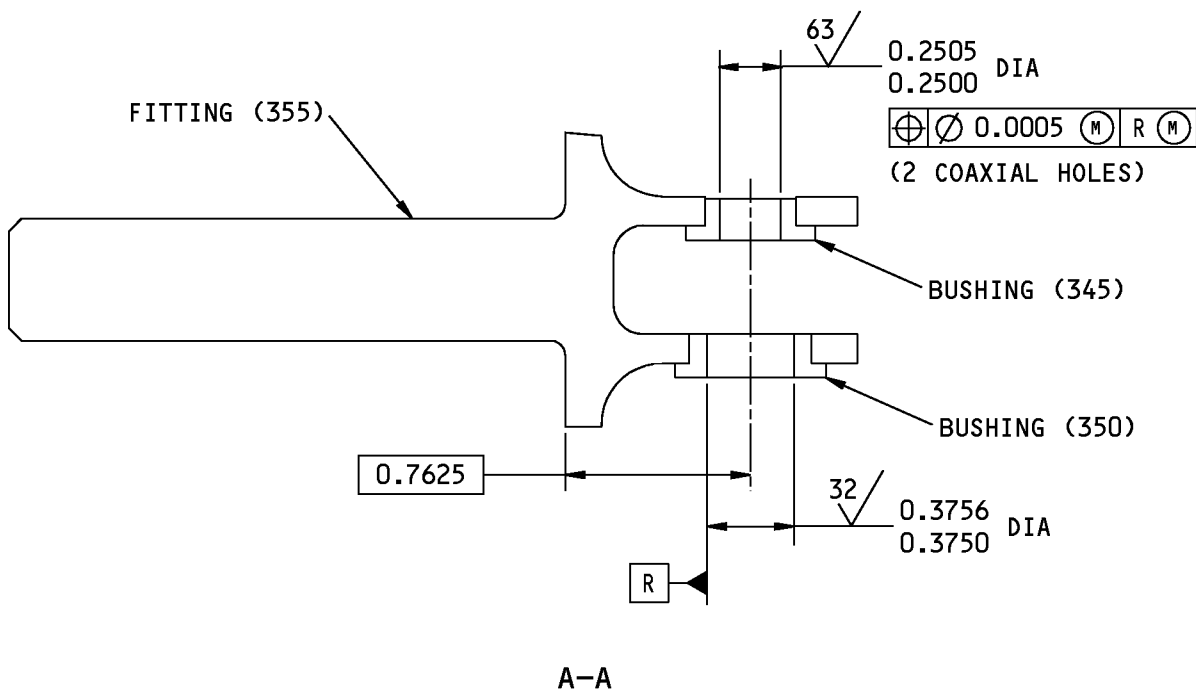 63
0.2505
0.2500 DIA
FITTING (355)
⌖ ⌀ 0.0005 Ⓜ R Ⓜ
(2 COAXIAL HOLES)
BUSHING (345)
BUSHING (350)
0.7625
32
0.3756
0.3750 DIA
R
A-A